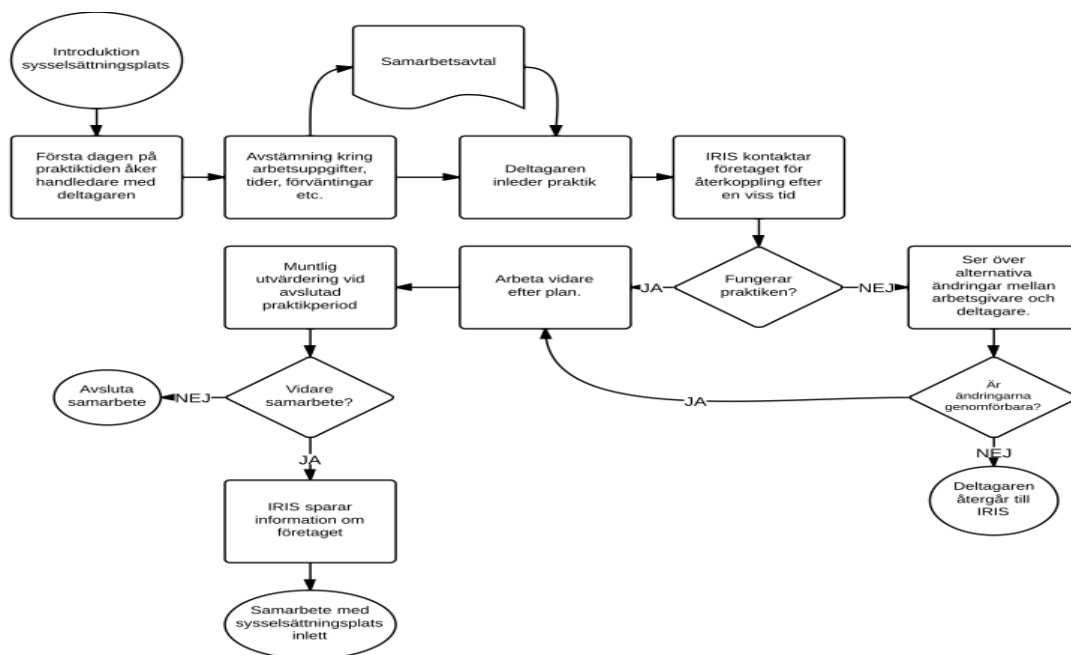 Introduktion
sysselsättningsplats
Samarbetsavtal
Första dagen på
praktiktiden åker
handledare med
deltagaren
Avstämning kring
arbetsuppgifter,
tider, förväntingar
etc.
Deltagaren
inleder praktik
IRIS kontaktar
företaget för
återkoppling efter
en viss tid
Muntlig
utvärdering vid
avslutad
praktikperiod
Arbeta vidare
efter plan.
JA
Fungerar
praktiken?
NEJ
Ser över
alternativa
ändringar mellan
arbetsgivare och
deltagare.
Avsluta
samarbete
NEJ
Vidare
samarbete?
JA
Är
ändringarna
genomförbara?
JA
NEJ
IRIS sparar
information om
företaget
Deltagaren
återgår till
IRIS
Samarbete med
sysselsättningsplats
inlett